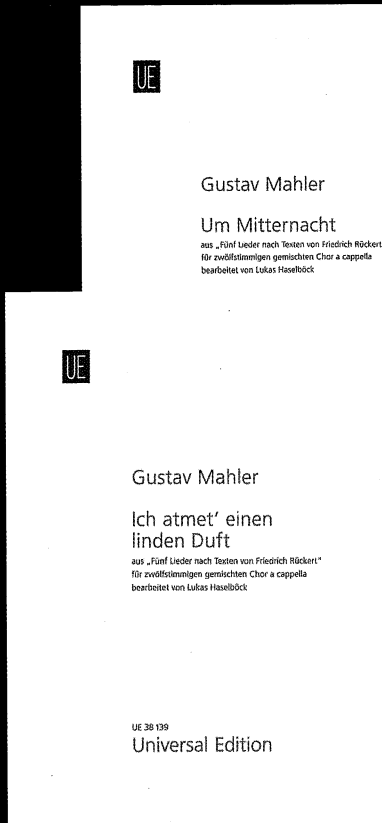 UE
Gustav Mahler
Um Mitternacht
aus „Fünf Lieder nach Texten von Friedrich Rückert
für zwölfstimmigen gemischten Chor a cappella
bearbeitet von Lukas Haselböck
UE
Gustav Mahler
Ich atmet' einen
linden Duft
aus „Fünf Lieder nach Texten von Friedrich Rückert"
für zwölfstimmigen gemischten Chor a cappella
bearbeitet von Lukas Haselböck
UE 38 139
Universal Edition